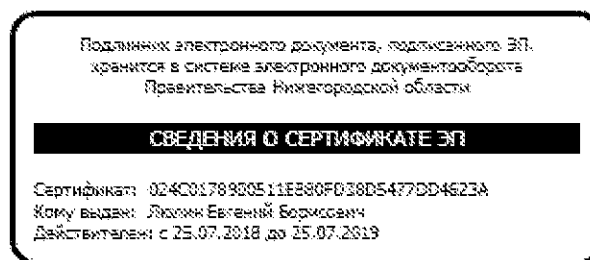 Подлинник электронного документа, подписанного ЭП,
хранится в системе электронного документооборота
Правительства Нижегородской области
СВЕДЕНИЯ О СЕРТИФИКАТЕ ЭП
Сертификат:
Кому выдан: Люлин Евгений Борисович
Действителен: с 25.07.2018 до 25.07.2019